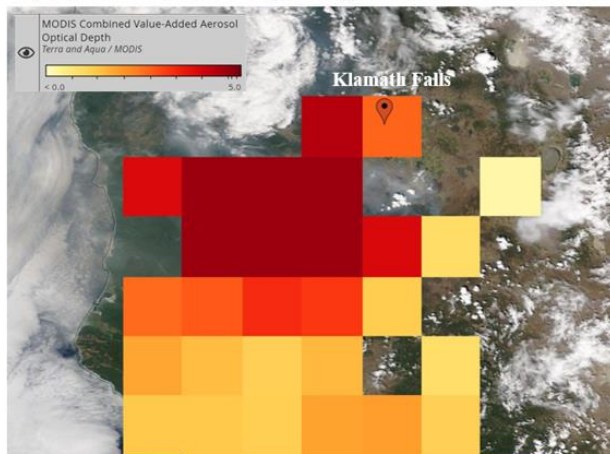 MODIS Combined Value-Added Aerosol
Optical Depth
Terra and Aqua / MODIS
< 0.0 5.0
Klamath Falls